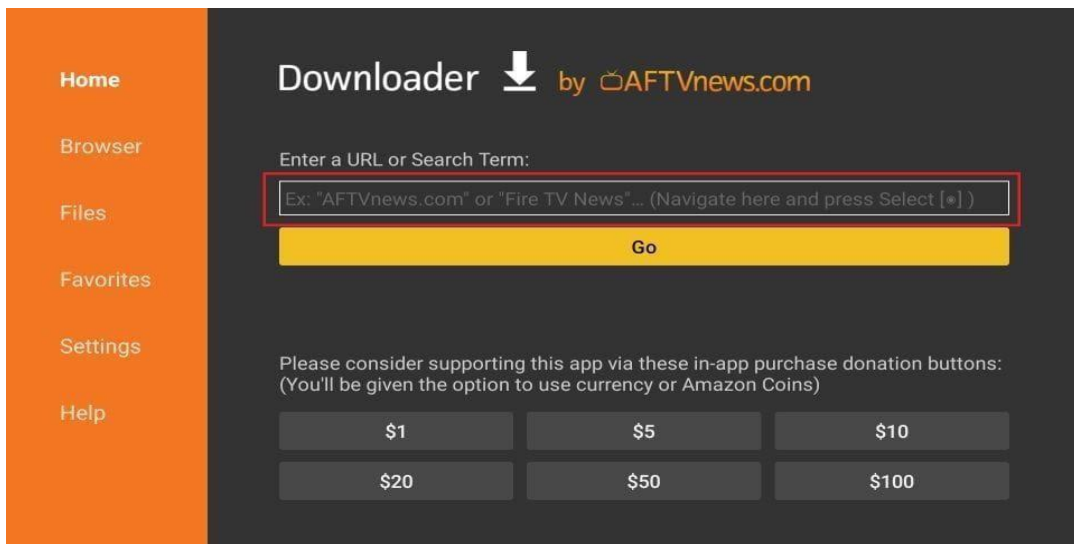 Home
Browser
Files
Favorites
Settings
Help
Downloader by AFTVnews.com
Enter a URL or Search Term:
Ex: "AFTVnews.com" or "Fire TV News"... (Navigate here and press Select [◉] )
Go
Please consider supporting this app via these in-app purchase donation buttons:
(You'll be given the option to use currency or Amazon Coins)
$1 $5 $10
$20 $50 $100